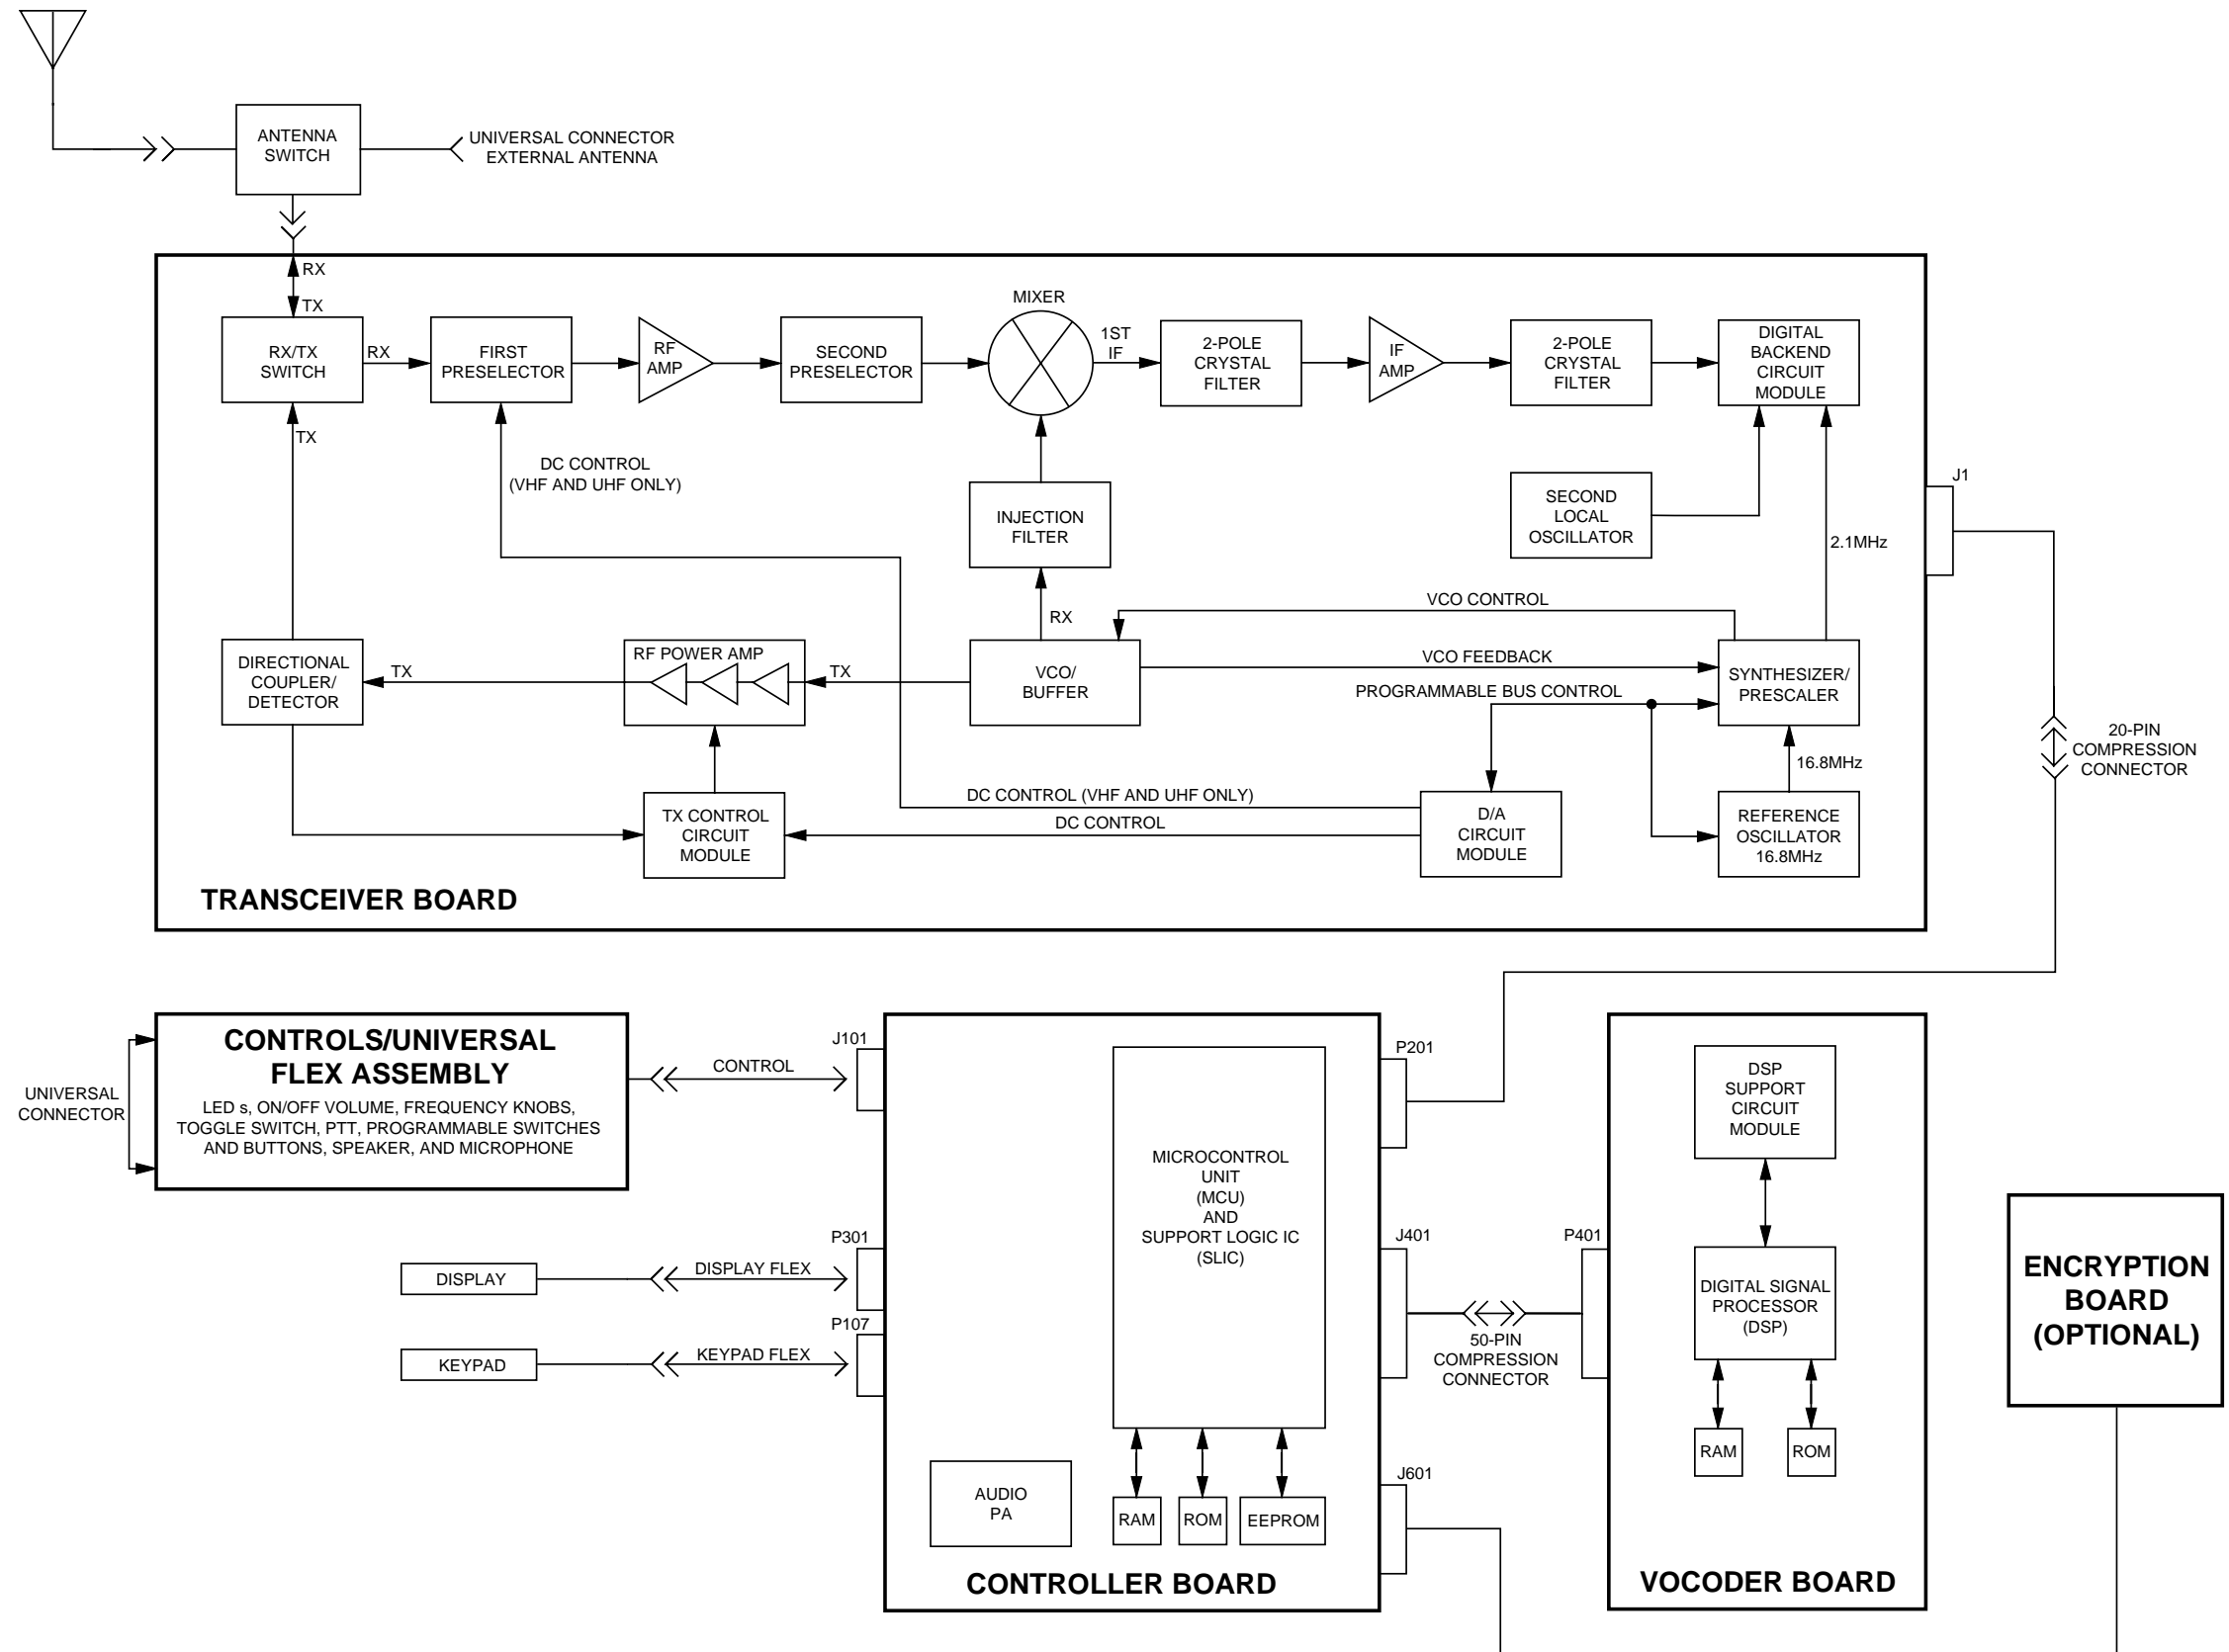 ANTENNA
SWITCH
UNIVERSAL CONNECTOR
EXTERNAL ANTENNA
RX
TX
RX/TX
SWITCH
RX
FIRST
PRESELECTOR
RF
AMP
SECOND
PRESELECTOR
MIXER
1ST
IF
2-POLE
CRYSTAL
FILTER
IF
AMP
2-POLE
CRYSTAL
FILTER
DIGITAL
BACKEND
CIRCUIT
MODULE
TX
DC CONTROL
(VHF AND UHF ONLY)
INJECTION
FILTER
SECOND
LOCAL
OSCILLATOR
2.1MHz
J1
RX
VCO CONTROL
DIRECTIONAL
COUPLER/
DETECTOR
TX
RF POWER AMP
TX
VCO/
BUFFER
VCO FEEDBACK
PROGRAMMABLE BUS CONTROL
SYNTHESIZER/
PRESCALER
20-PIN
COMPRESSION
CONNECTOR
16.8MHz
TX CONTROL
CIRCUIT
MODULE
DC CONTROL (VHF AND UHF ONLY)
DC CONTROL
D/A
CIRCUIT
MODULE
REFERENCE
OSCILLATOR
16.8MHz
TRANSCEIVER BOARD
UNIVERSAL
CONNECTOR
CONTROLS/UNIVERSAL
FLEX ASSEMBLY
LED s, ON/OFF VOLUME, FREQUENCY KNOBS,
TOGGLE SWITCH, PTT, PROGRAMMABLE SWITCHES
AND BUTTONS, SPEAKER, AND MICROPHONE
CONTROL
J101
P301
DISPLAY
DISPLAY FLEX
P107
KEYPAD
KEYPAD FLEX
MICROCONTROL
UNIT
(MCU)
AND
SUPPORT LOGIC IC
(SLIC)
P201
J401
AUDIO
PA
RAM
ROM
EEPROM
J601
CONTROLLER BOARD
50-PIN
COMPRESSION
CONNECTOR
P401
DSP
SUPPORT
CIRCUIT
MODULE
DIGITAL SIGNAL
PROCESSOR
(DSP)
RAM
ROM
VOCODER BOARD
ENCRYPTION
BOARD
(OPTIONAL)